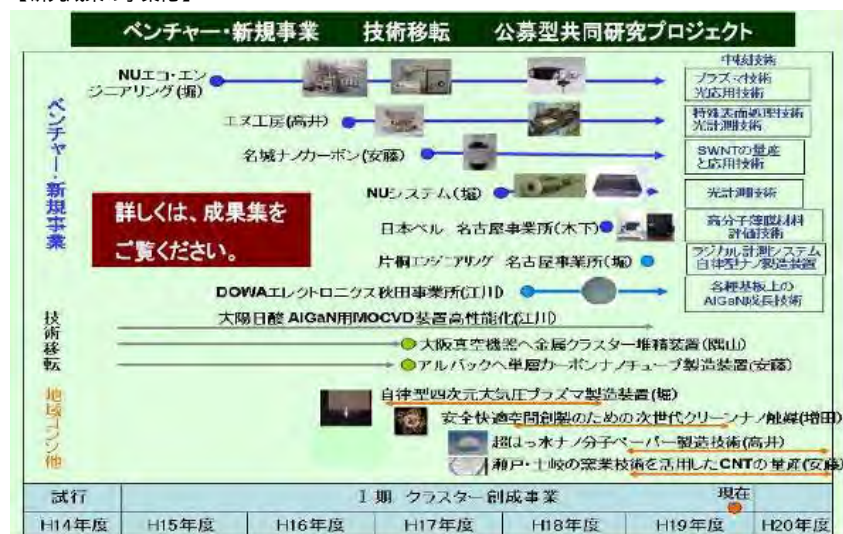 ベンチャー・新規事業 技術移転 公募型共同研究プロジェクト
ベンチャー・新規事業
NUエコ・エン
ジニアリング(堀)
エヌ工房(高井)
名城ナノカーボン(安藤)
NUシステム(堀)
日本ベル 名古屋事業所(木下)
片桐エンジニアリング 名古屋事業所(堀)
DOWAエレクトロニクス秋田事業所(江川)
中核技術
プラズマ技術
光応用技術
特殊表面処理技術
光計測技術
SWNTの量産
と応用技術
光計測技術
高分子薄膜材料
評価技術
ラジカル計測システム
自律型ナノ製造装置
各種基板上の
AlGaN成長技術
詳しくは、成果集を
ご覧ください。
技術移転
大陽日酸 AlGaN用MOCVD装置高性能化(江川)
大阪真空機器へ金属クラスター堆積装置(隅山)
アルバックへ単層カーボンナノチューブ製造装置(安藤)
地域コンソ他
自律型四次元大気圧プラズマ製造装置(堀)
安全快適空間創製のための次世代クリーンナノ触媒(増田)
超はっ水ナノ分子ペーパー製造技術(高井)
瀬戸・土岐の窯業技術を活用したCNTの量産(安藤)
試行 Ⅰ期 クラスター創成事業 現在
H14年度 H15年度 H16年度 H17年度 H18年度 H19年度 H20年度